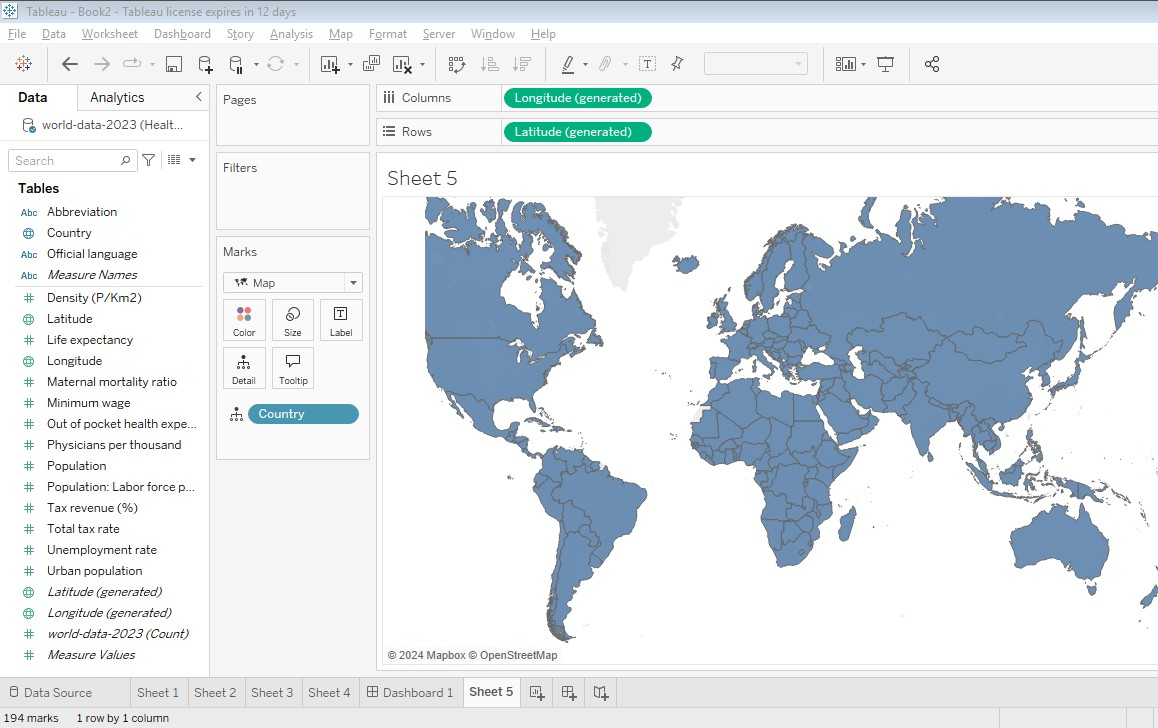 Tableau - Book2 - Tableau license expires in 12 days
File Data Worksheet Dashboard Story Analysis Map Format Server Window Help
Data Analytics
world-data-2023 (Healt...
Search
Tables
Abc Abbreviation
Country
Abc Official language
Abc Measure Names
Density (P/Km2)
Latitude
Life expectancy
Longitude
Maternal mortality ratio
Minimum wage
Out of pocket health expe...
Physicians per thousand
Population
Population: Labor force p...
Tax revenue (%)
Total tax rate
Unemployment rate
Urban population
Latitude (generated)
Longitude (generated)
world-data-2023 (Count)
Measure Values
Pages
Filters
Marks
Map
Color Size Label
Detail Tooltip
Country
Columns Longitude (generated)
Rows Latitude (generated)
Sheet 5
© 2024 Mapbox © OpenStreetMap
Data Source Sheet 1 Sheet 2 Sheet 3 Sheet 4 Dashboard 1 Sheet 5
194 marks 1 row by 1 column